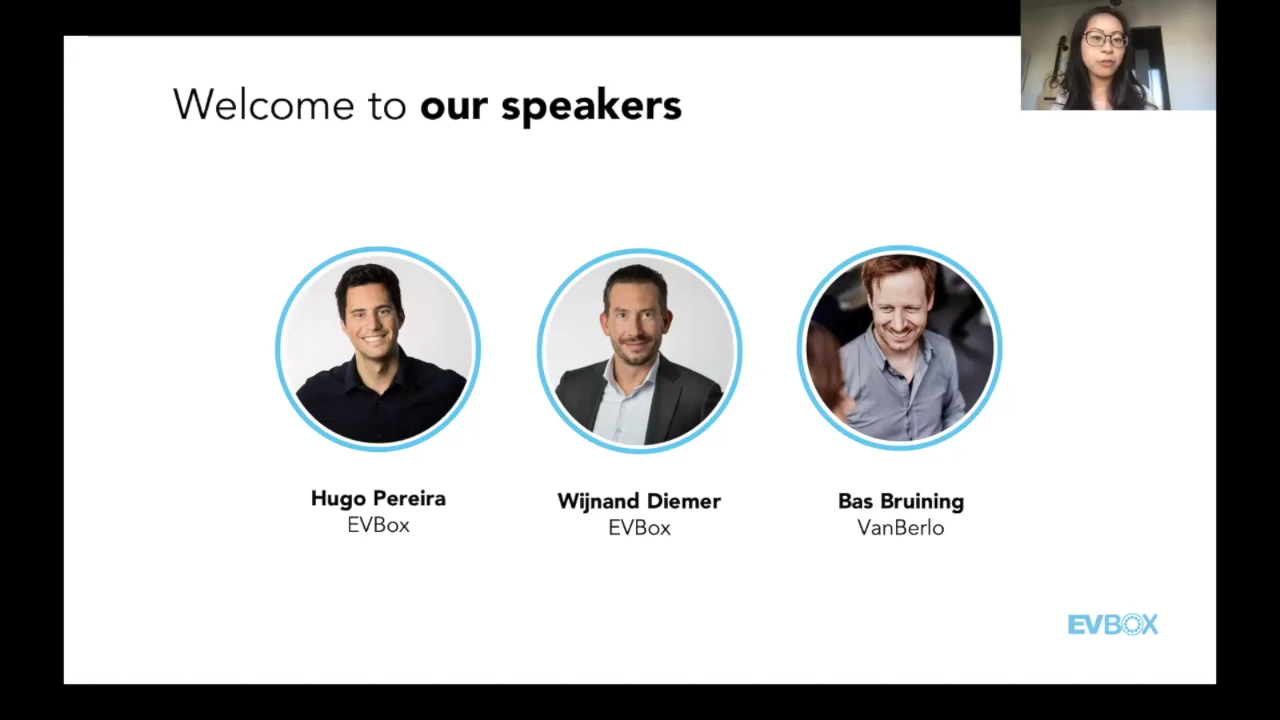 Welcome to our speakers
Hugo Pereira
EVBox
Wijnand Diemer
EVBox
Bas Bruining
VanBerlo
EVBOX